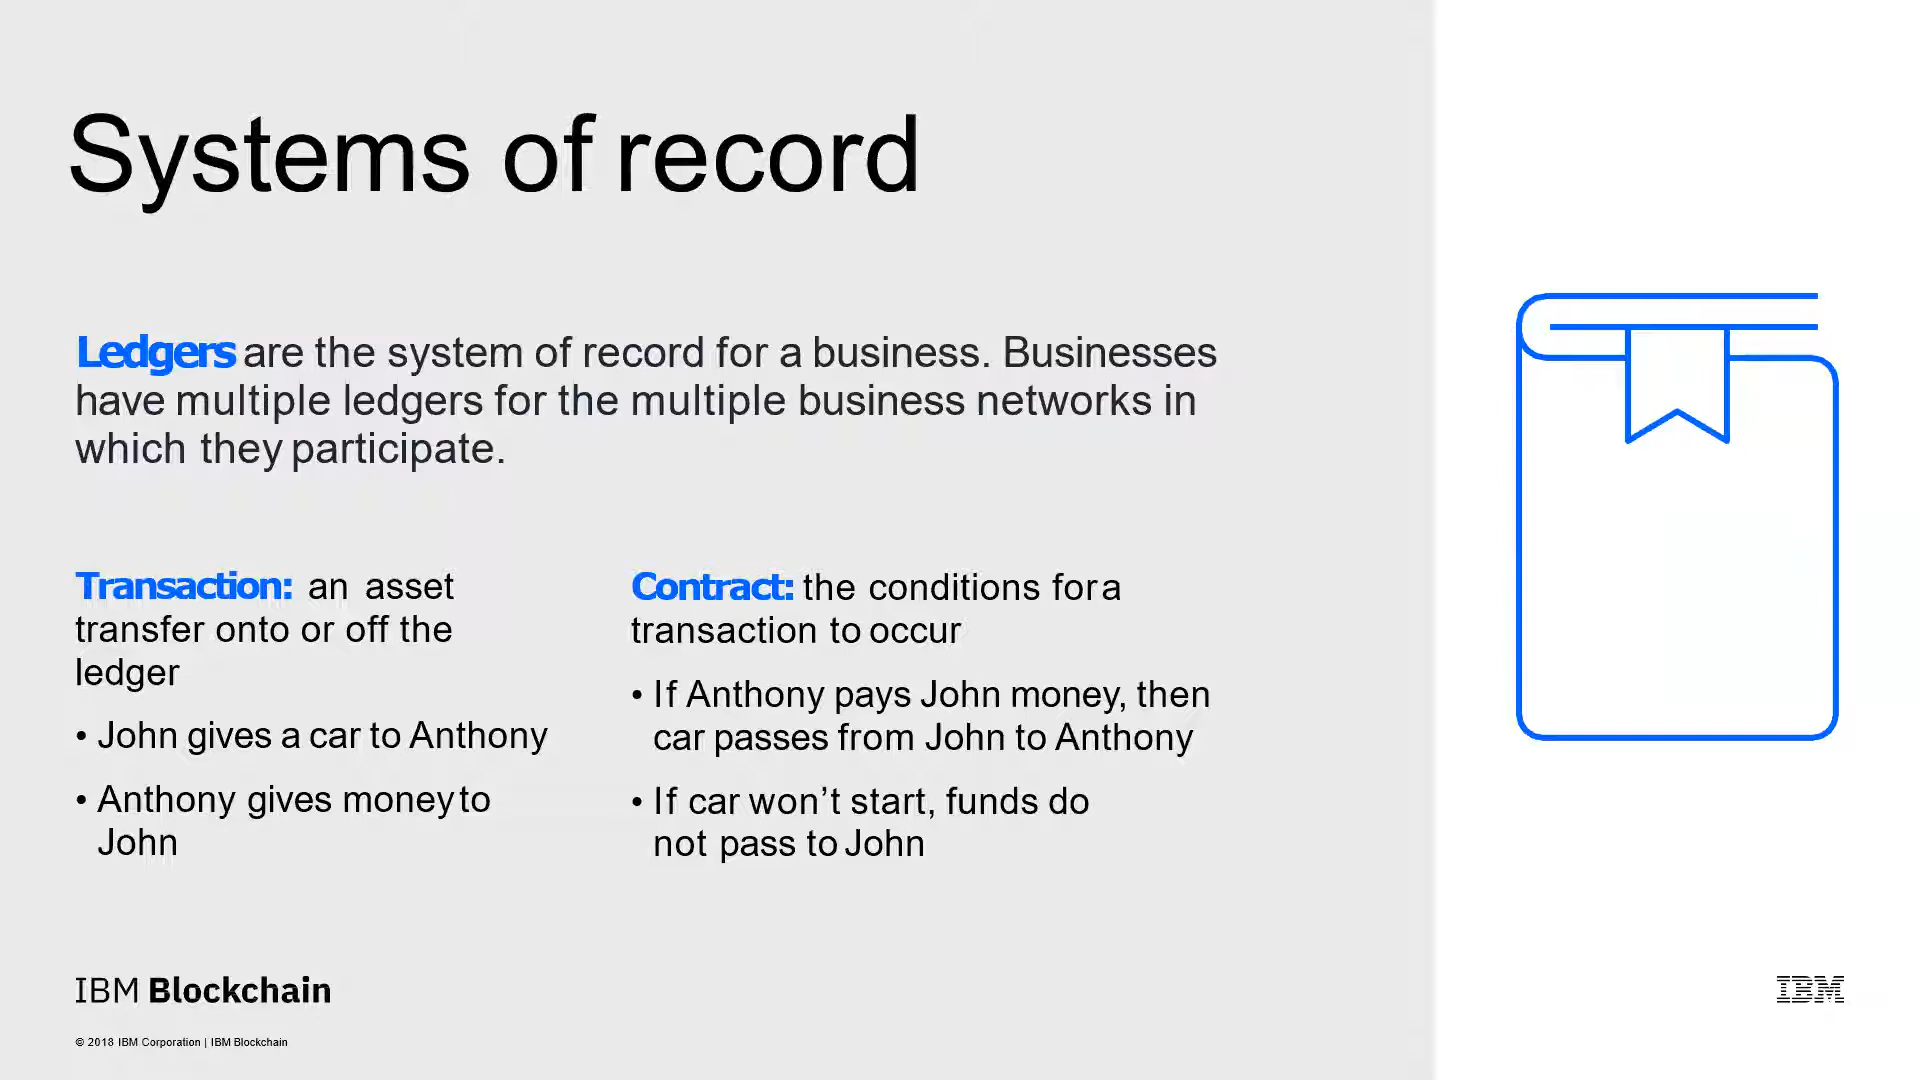 Systems of record
Ledgers are the system of record for a business. Businesses
have multiple ledgers for the multiple business networks in
which they participate.
Transaction: an asset
transfer onto or off the
ledger
• John gives a car to Anthony
• Anthony gives money to
John
Contract: the conditions for a
transaction to occur
• If Anthony pays John money, then
car passes from John to Anthony
• If car won’t start, funds do
not pass to John
IBM Blockchain
IBM
© 2018 IBM Corporation | IBM Blockchain